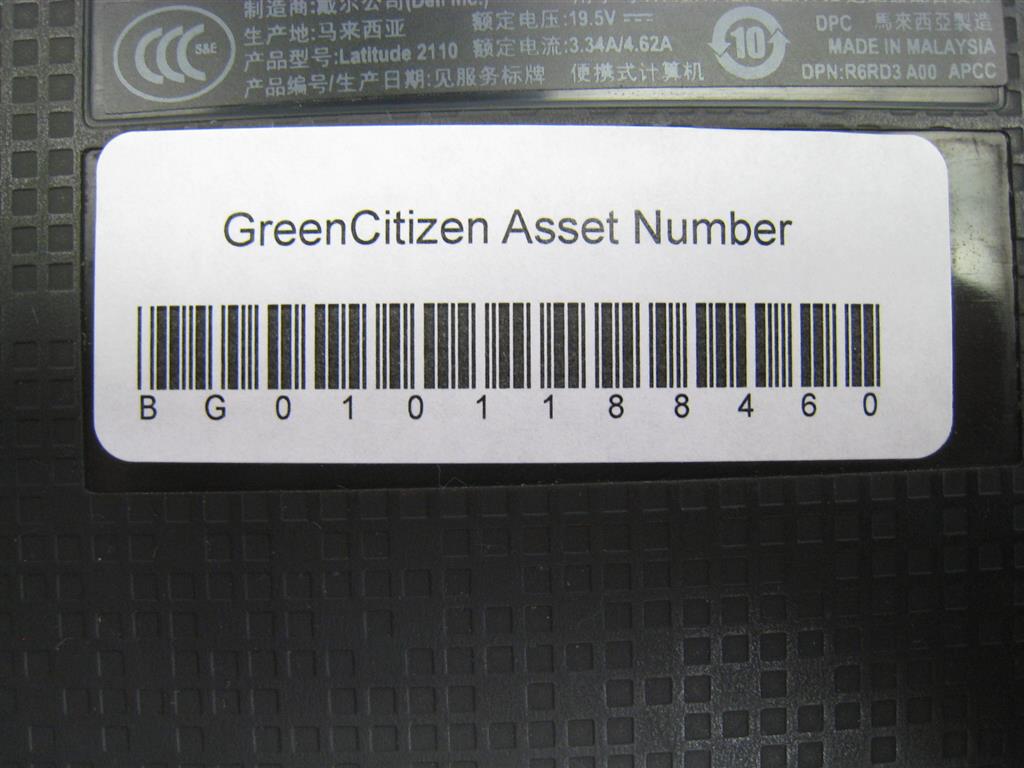 制造商:戴尔公司(Dell Inc.)
生产地:马来西亚
产品型号:Latitude 2110
产品编号/生产日期:见服务标牌
额定电压:19.5V
额定电流:3.34A/4.62A
便携式计算机
S&E
10
DPC 馬來西亞製造
MADE IN MALAYSIA
DPN:R6RD3 A00 APCC
GreenCitizen Asset Number
BG0101188460